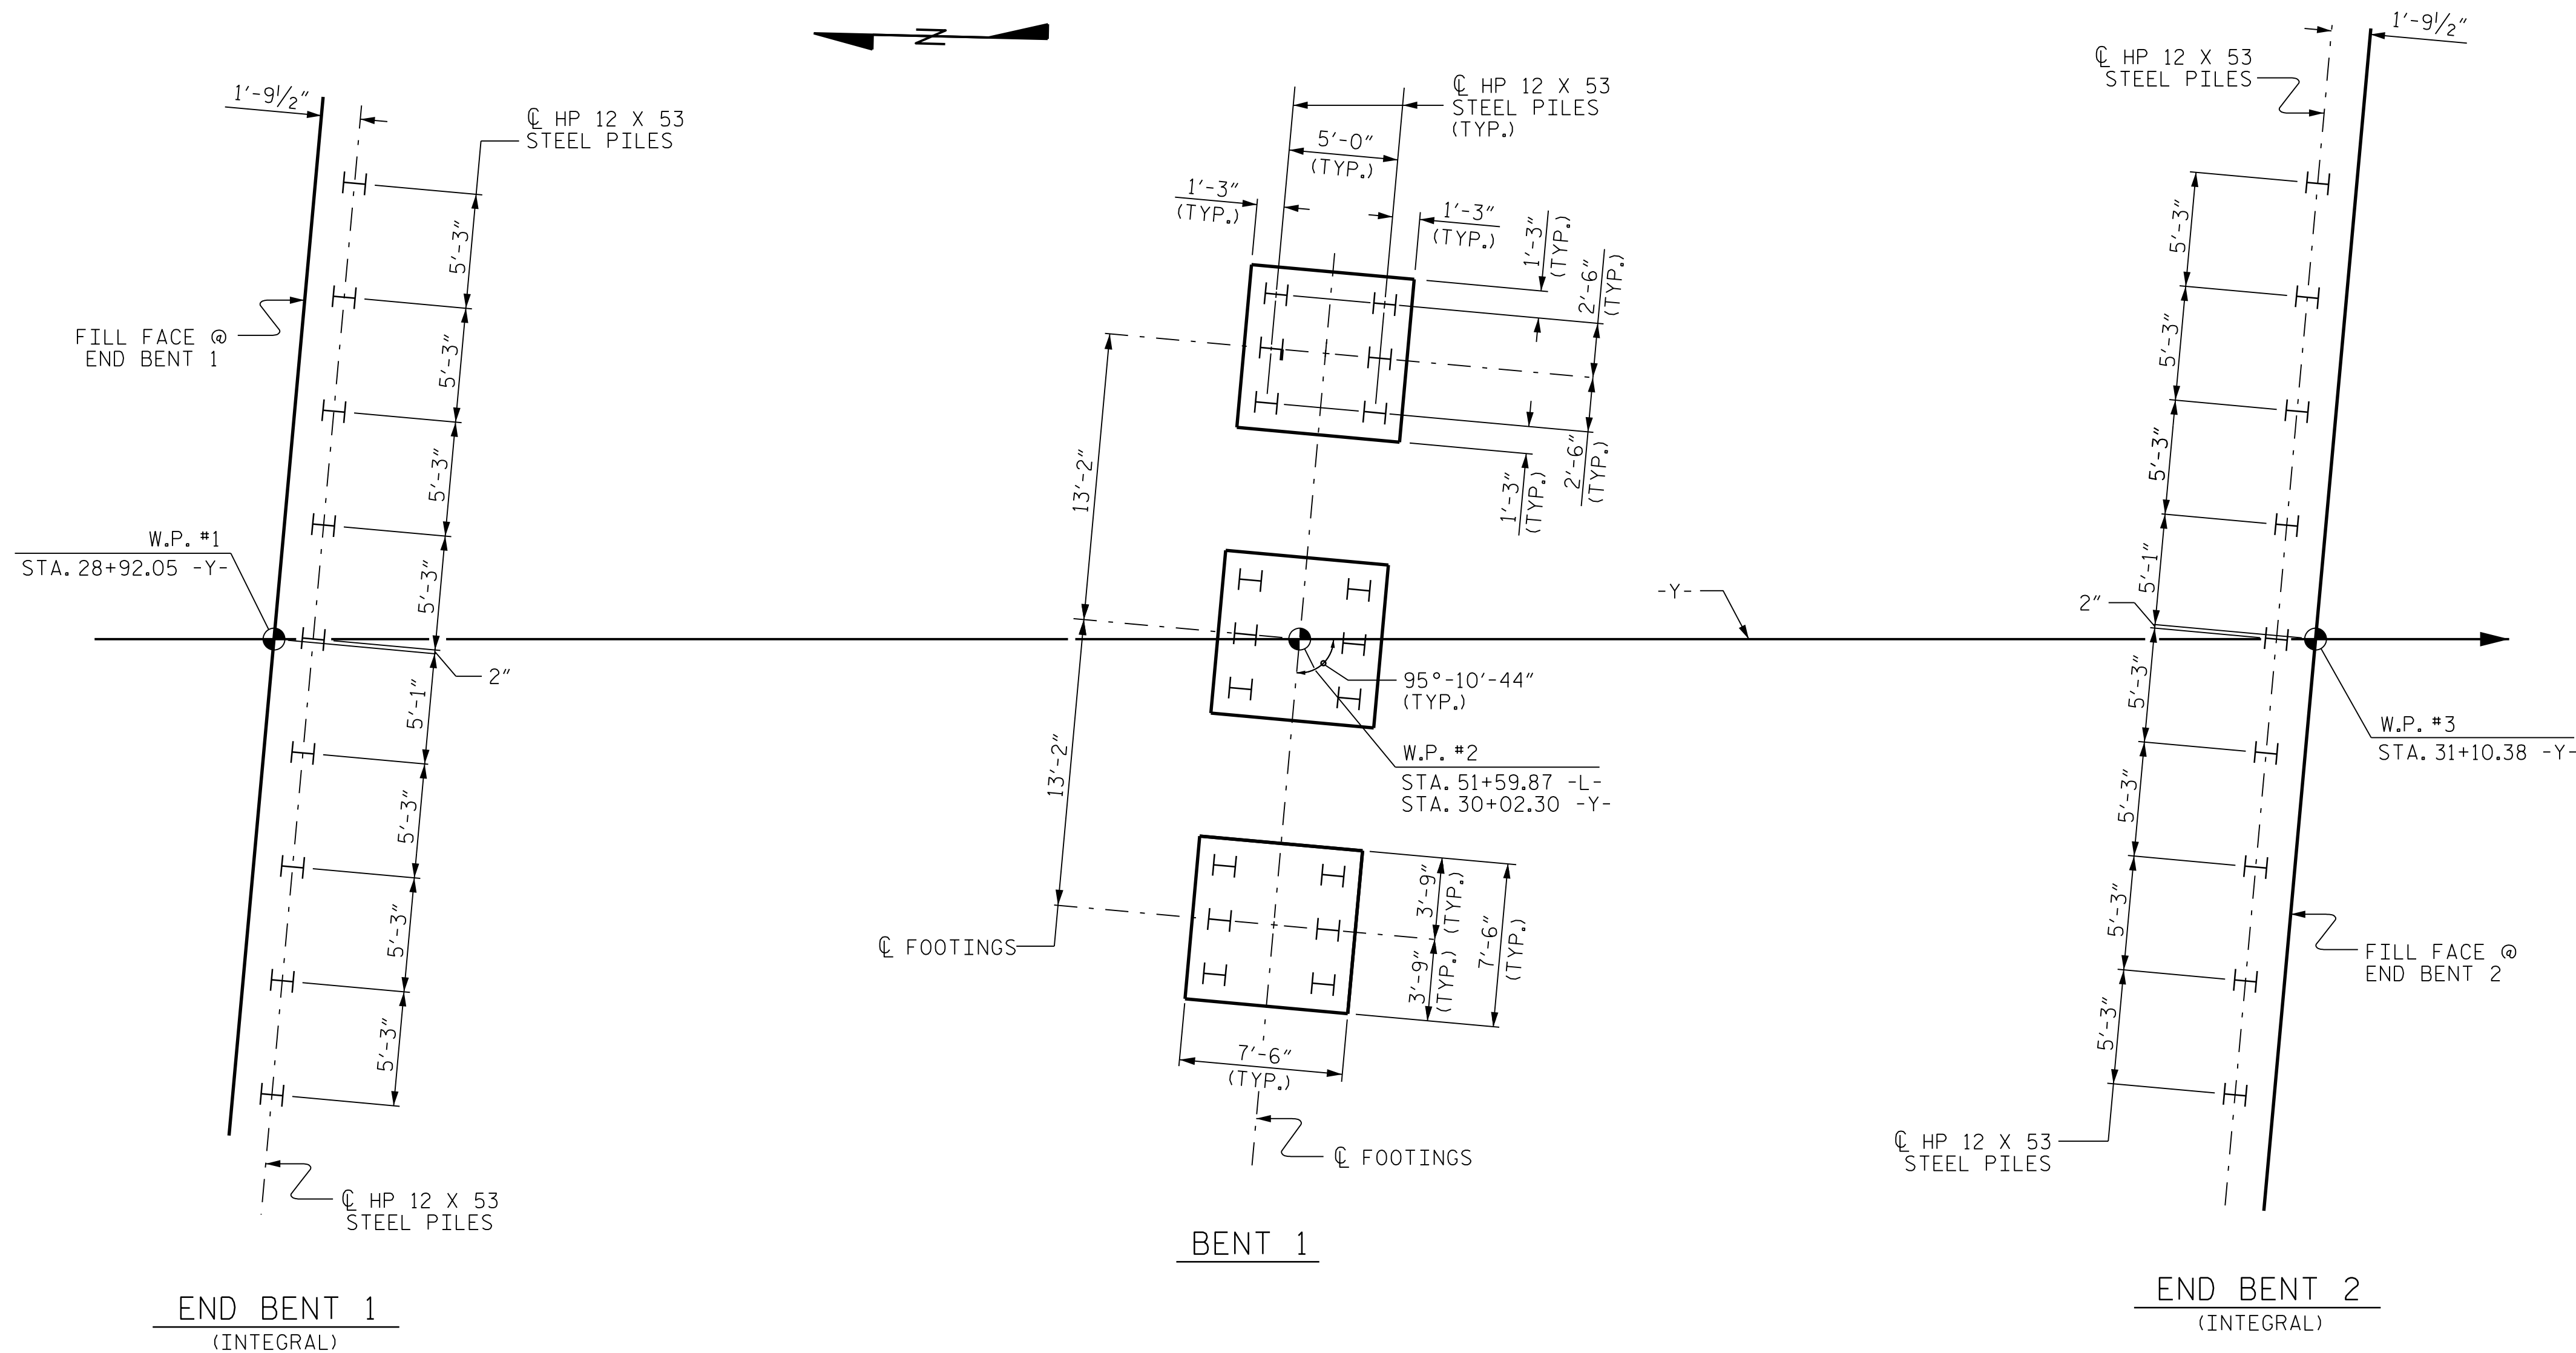 N
1'-9½"
℄ HP 12 X 53
STEEL PILES
5'-3"
5'-3"
5'-3"
5'-3"
FILL FACE @
END BENT 1
W.P. #1
STA. 28+92.05 -Y-
2"
5'-1"
5'-3"
5'-3"
5'-3"
℄ HP 12 X 53
STEEL PILES
END BENT 1
(INTEGRAL)
℄ HP 12 X 53
STEEL PILES
(TYP.)
5'-0"
(TYP.)
1'-3"
(TYP.)
1'-3"
(TYP.)
1'-3"
(TYP.)
2'-6"
(TYP.)
2'-6"
(TYP.)
1'-3"
(TYP.)
13'-2"
13'-2"
95°-10'-44"
(TYP.)
W.P. #2
STA. 51+59.87 -L-
STA. 30+02.30 -Y-
-Y-
℄ FOOTINGS
3'-9"
(TYP.)
3'-9"
(TYP.)
7'-6"
(TYP.)
7'-6"
(TYP.)
℄ FOOTINGS
BENT 1
1'-9½"
℄ HP 12 X 53
STEEL PILES
5'-3"
5'-3"
5'-3"
5'-1"
2"
5'-3"
5'-3"
5'-3"
5'-3"
W.P. #3
STA. 31+10.38 -Y-
FILL FACE @
END BENT 2
℄ HP 12 X 53
STEEL PILES
END BENT 2
(INTEGRAL)